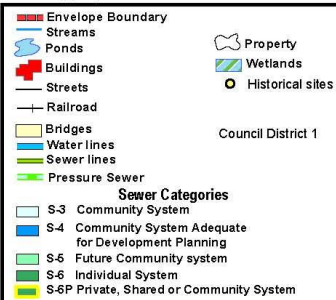 Envelope Boundary
Streams
Ponds
Buildings
Streets
Railroad
Bridges
Water lines
Sewer lines
Pressure Sewer
Property
Wetlands
Historical sites
Council District 1
Sewer Categories
S-3 Community System
S-4 Community System Adequate
for Development Planning
S-5 Future Community system
S-6 Individual System
S-6P Private, Shared or Community System